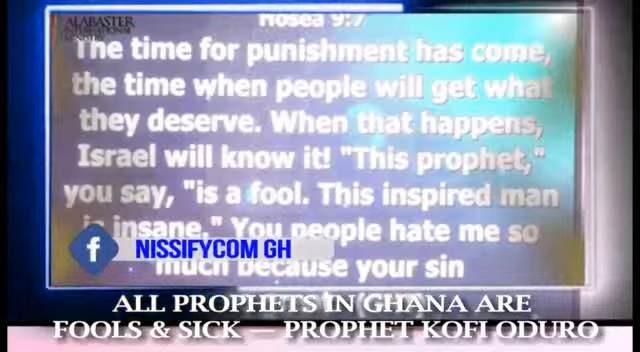 ALABASTER
INTERNATIONAL
MINISTRY
Hosea 9:7
The time for punishment has come,
the time when people will get what
they deserve. When that happens,
Israel will know it! "This prophet,"
you say, "is a fool. This inspired man
is insane." You people hate me so
much because your sin
NISSIFYCOM GH
ALL PROPHETS IN GHANA ARE
FOOLS & SICK — PROPHET KOFI ODURO